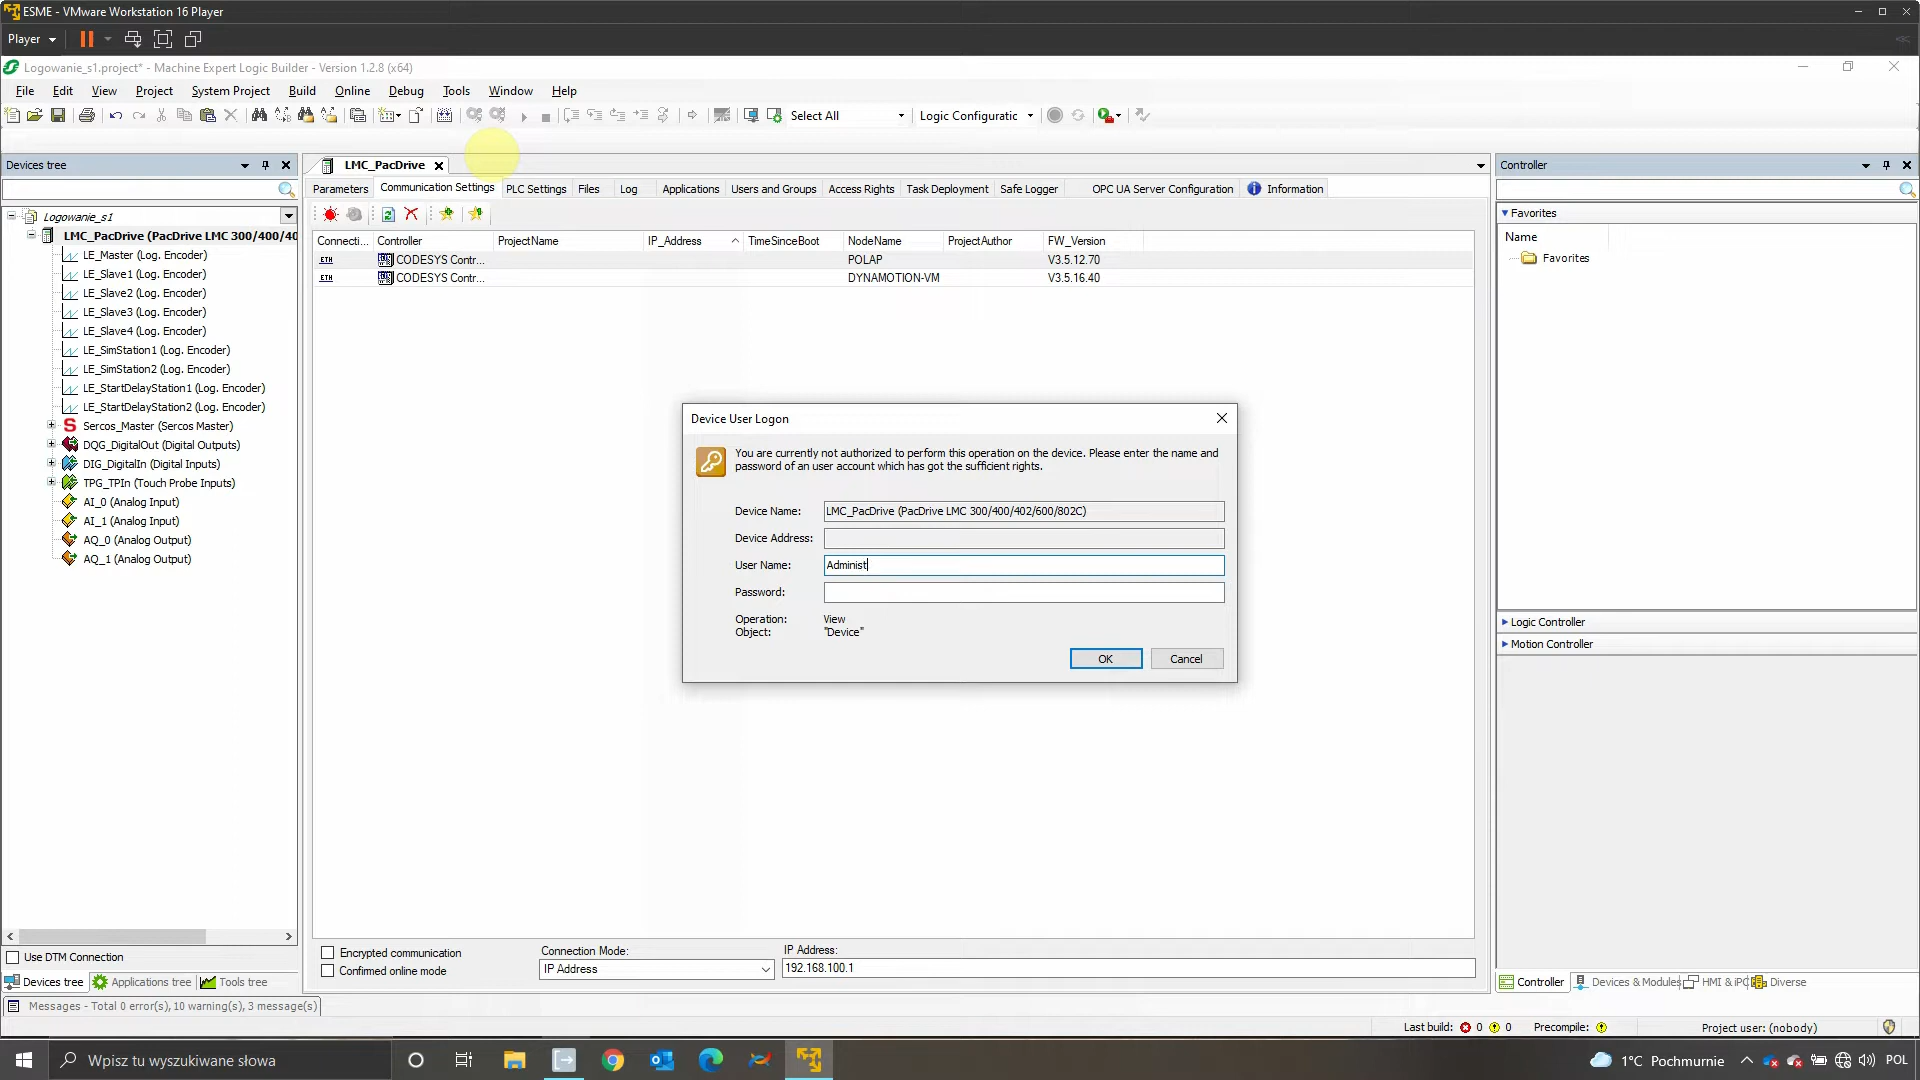 ESME - VMware Workstation 16 Player
Player
Logowanie_s1.project* - Machine Expert Logic Builder - Version 1.2.8 (x64)
File Edit View Project System Project Build Online Debug Tools Window Help
Select All Logic Configuratic
Devices tree
Logowanie_s1
LMC_PacDrive (PacDrive LMC 300/400/40
LE_Master (Log. Encoder)
LE_Slave1 (Log. Encoder)
LE_Slave2 (Log. Encoder)
LE_Slave3 (Log. Encoder)
LE_Slave4 (Log. Encoder)
LE_SimStation1 (Log. Encoder)
LE_SimStation2 (Log. Encoder)
LE_StartDelayStation1 (Log. Encoder)
LE_StartDelayStation2 (Log. Encoder)
Sercos_Master (Sercos Master)
DQG_DigitalOut (Digital Outputs)
DIG_DigitalIn (Digital Inputs)
TPG_TPIn (Touch Probe Inputs)
AI_0 (Analog Input)
AI_1 (Analog Input)
AQ_0 (Analog Output)
AQ_1 (Analog Output)
Use DTM Connection
Devices tree Applications tree Tools tree
LMC_PacDrive
Parameters Communication Settings PLC Settings Files Log Applications Users and Groups Access Rights Task Deployment Safe Logger OPC UA Server Configuration Information
Connecti... Controller ProjectName IP_Address TimeSinceBoot NodeName ProjectAuthor FW_Version
ETH CODESYS Contr... POLAP V3.5.12.70
ETH CODESYS Contr... DYNAMOTION-VM V3.5.16.40
Device User Logon
You are currently not authorized to perform this operation on the device. Please enter the name and
password of an user account which has got the sufficient rights.
Device Name: LMC_PacDrive (PacDrive LMC 300/400/402/600/802C)
Device Address:
User Name: Administ
Password:
Operation: View
Object: "Device"
OK Cancel
Encrypted communication
Confirmed online mode
Connection Mode:
IP Address
IP Address:
192.168.100.1
Controller
Favorites
Name
Favorites
Logic Controller
Motion Controller
Controller Devices & Modules HMI & iPC Diverse
Messages - Total 0 error(s), 10 warning(s), 3 message(s)
Last build: 0 0 Precompile: Project user: (nobody)
Wpisz tu wyszukiwane słowa
1°C Pochmurnie POL